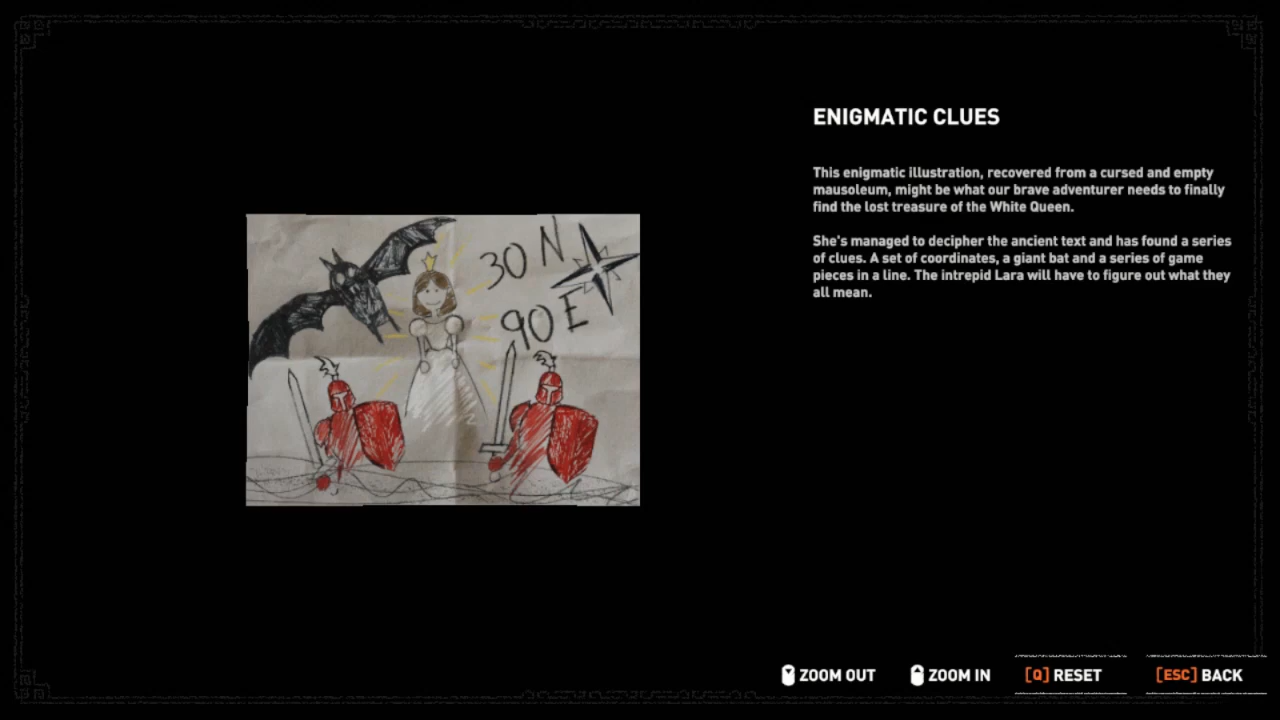 ENIGMATIC CLUES
This enigmatic illustration, recovered from a cursed and empty
mausoleum, might be what our brave adventurer needs to finally
find the lost treasure of the White Queen.
She's managed to decipher the ancient text and has found a series
of clues. A set of coordinates, a giant bat and a series of game
pieces in a line. The intrepid Lara will have to figure out what they
all mean.
30 N
90 E
ZOOM OUT
ZOOM IN
[Q] RESET
[ESC] BACK